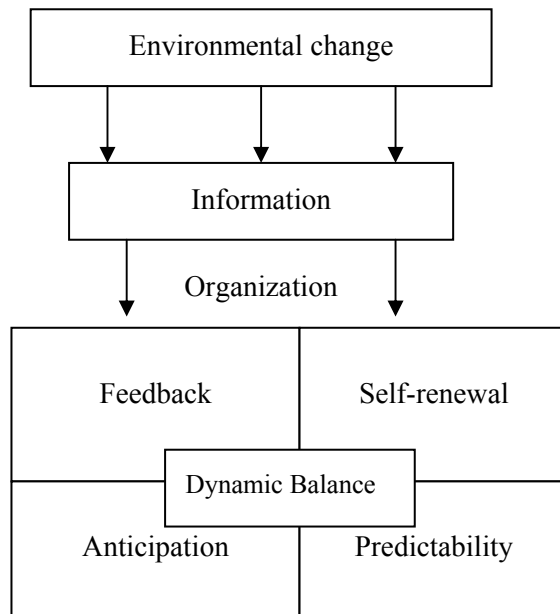 Environmental change
Information
Organization
Feedback
Self-renewal
Dynamic Balance
Anticipation
Predictability